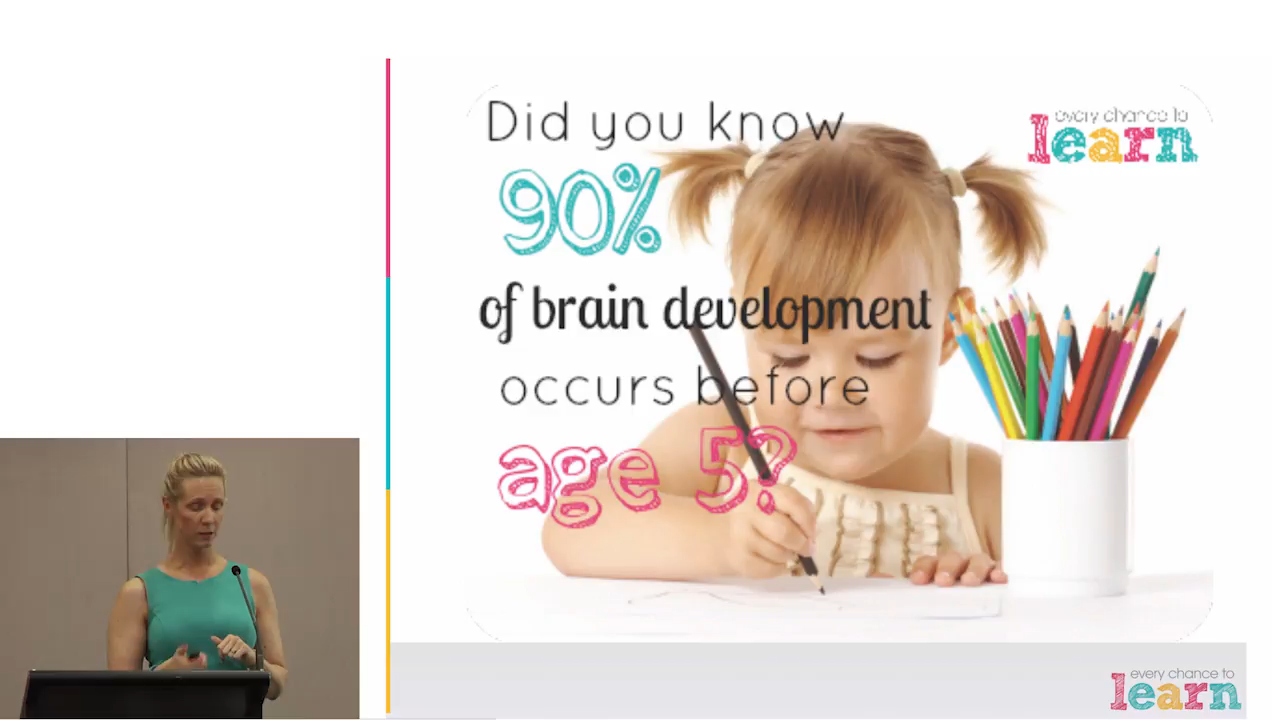 Did you know
every chance to
learn
90%
of brain development
occurs before
age 5?
every chance to
learn